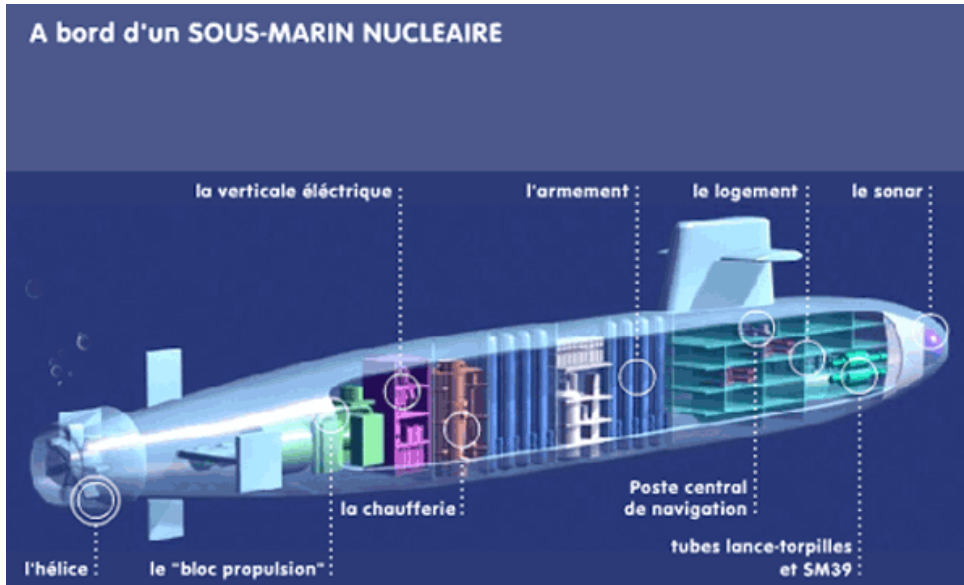 A bord d'un SOUS-MARIN NUCLEAIRE
la verticale éléctrique
l'armement
le logement
le sonar
la chaufferie
Poste central
de navigation
tubes lance-torpilles
et SM39
l'hélice
le "bloc propulsion"